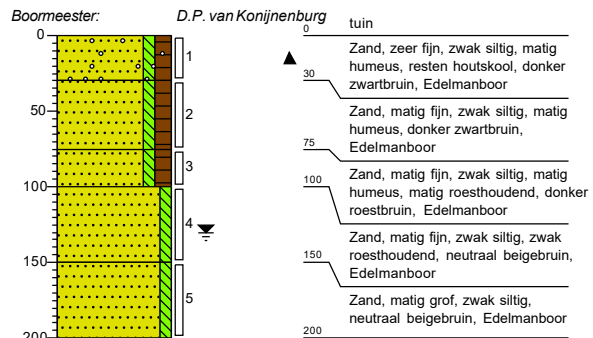 Boormeester: D.P. van Konijnenburg
0
50
100
150
200
1
2
3
4
5
tuin
0
Zand, zeer fijn, zwak siltig, matig
humeus, resten houtskool, donker
zwartbruin, Edelmanboor
30
Zand, matig fijn, zwak siltig, matig
humeus, donker zwartbruin,
Edelmanboor
75
Zand, matig fijn, zwak siltig, matig
humeus, matig roesthoudend, donker
roestbruin, Edelmanboor
100
Zand, matig fijn, zwak siltig, zwak
roesthoudend, neutraal beigebruin,
Edelmanboor
150
Zand, matig grof, zwak siltig,
neutraal beigebruin, Edelmanboor
200